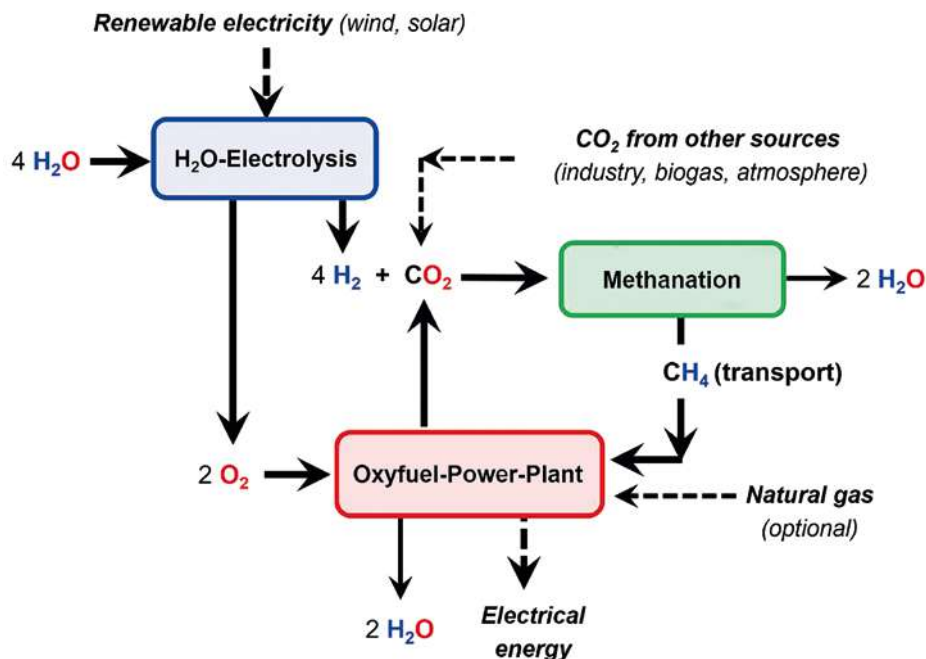 Renewable electricity (wind, solar)
4 H₂O
H₂O-Electrolysis
CO₂ from other sources
(industry, biogas, atmosphere)
4 H₂ + CO₂
Methanation
2 H₂O
CH₄ (transport)
2 O₂
Oxyfuel-Power-Plant
Natural gas
(optional)
2 H₂O
Electrical
energy